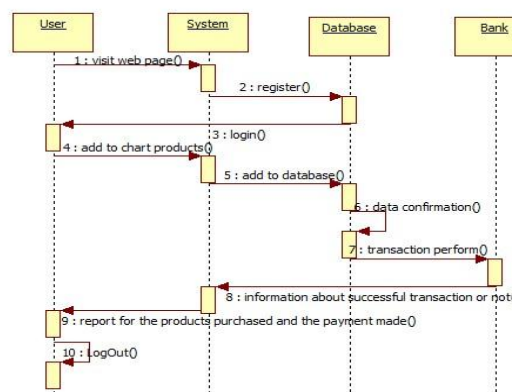 User
System
Database
Bank
1 : visit web page()
2 : register()
3 : login()
4 : add to chart products()
5 : add to database()
6 : data confirmation()
7 : transaction perform()
8 : information about successful transaction or not
9 : report for the products purchased and the payment made()
10 : LogOut()